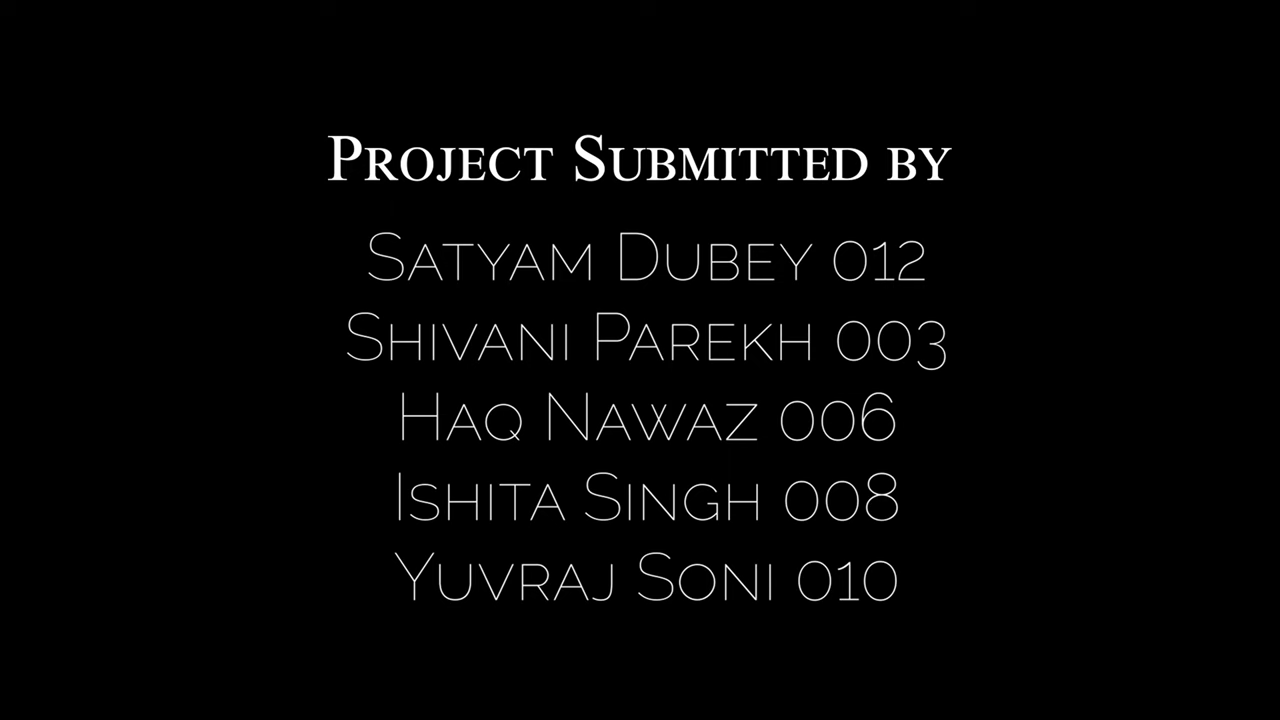 Project Submitted by
Satyam Dubey 012
Shivani Parekh 003
Haq Nawaz 006
Ishita Singh 008
Yuvraj Soni 010